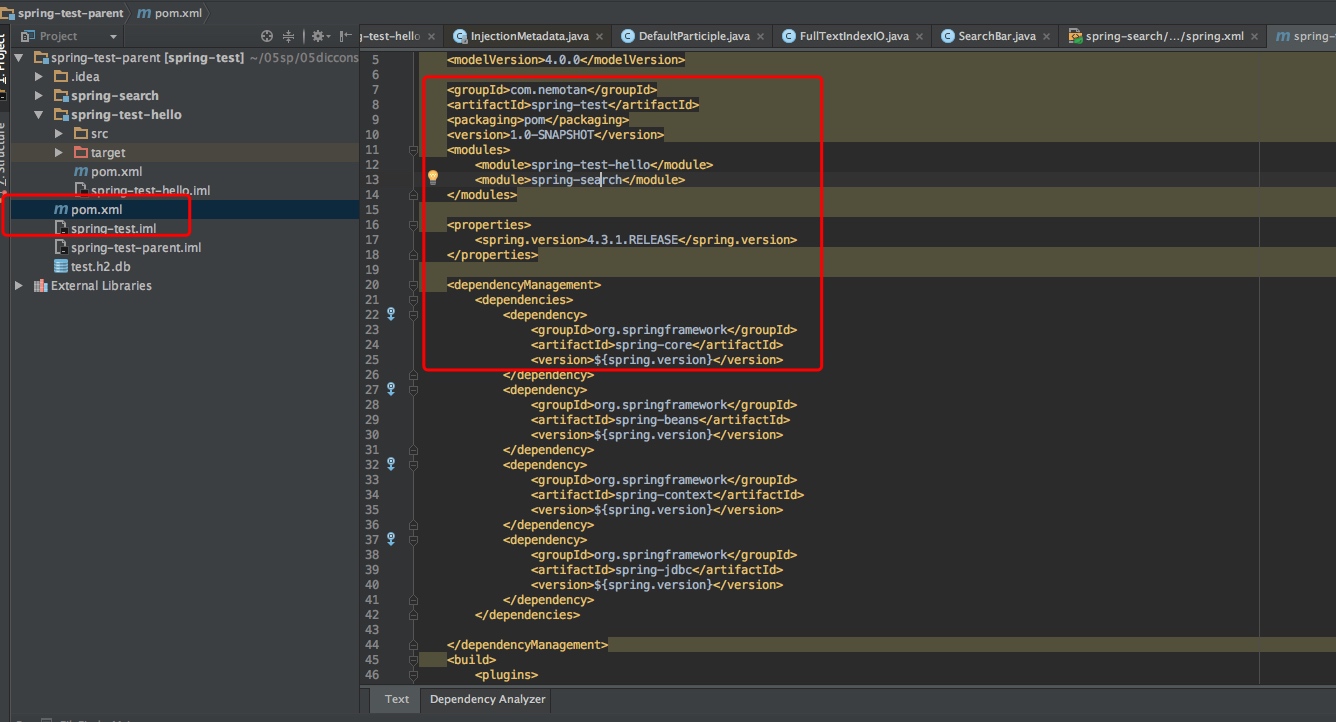 spring-test-parent
pom.xml
Project
spring-test-parent [spring-test] ~/05sp/05diccons
.idea
spring-search
spring-test-hello
src
target
pom.xml
spring-test-hello.iml
pom.xml
spring-test.iml
spring-test-parent.iml
test.h2.db
External Libraries
1: Project
g-test-hello
InjectionMetadata.java
DefaultParticiple.java
FullTextIndexIO.java
SearchBar.java
spring-search/.../spring.xml
spring-
5 <modelVersion>4.0.0</modelVersion>
6
7 <groupId>com.nemotan</groupId>
8 <artifactId>spring-test</artifactId>
9 <packaging>pom</packaging>
10 <version>1.0-SNAPSHOT</version>
11 <modules>
12 <module>spring-test-hello</module>
13 <module>spring-search</module>
14 </modules>
15
16 <properties>
17 <spring.version>4.3.1.RELEASE</spring.version>
18 </properties>
19
20 <dependencyManagement>
21 <dependencies>
22 <dependency>
23 <groupId>org.springframework</groupId>
24 <artifactId>spring-core</artifactId>
25 <version>${spring.version}</version>
26 </dependency>
27 <dependency>
28 <groupId>org.springframework</groupId>
29 <artifactId>spring-beans</artifactId>
30 <version>${spring.version}</version>
31 </dependency>
32 <dependency>
33 <groupId>org.springframework</groupId>
34 <artifactId>spring-context</artifactId>
35 <version>${spring.version}</version>
36 </dependency>
37 <dependency>
38 <groupId>org.springframework</groupId>
39 <artifactId>spring-jdbc</artifactId>
40 <version>${spring.version}</version>
41 </dependency>
42 </dependencies>
43
44 </dependencyManagement>
45 <build>
46 <plugins>
Text
Dependency Analyzer